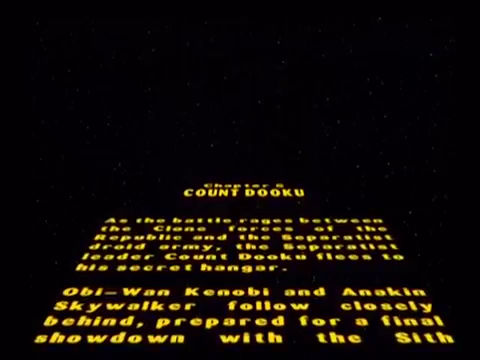 Chapter 6
COUNT DOOKU
As the battle rages between
the Clone forces of the
Republic and the Separatist
droid army, the Separatist
leader Count Dooku flees to
his secret hangar.
Obi-Wan Kenobi and Anakin
Skywalker follow closely
behind, prepared for a final
showdown with the Sith